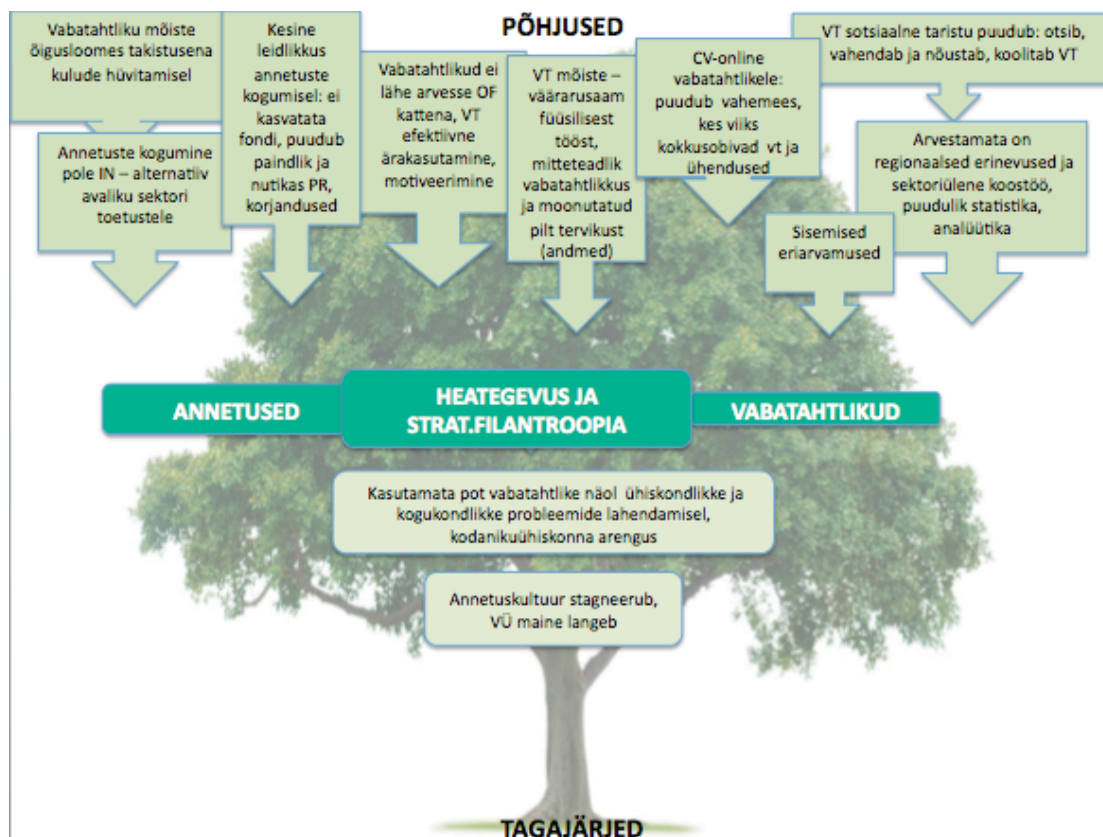 PÕHJUSED
Vabatahtliku mõiste
õigusloomes takistusena
kulude hüvitamisel
Annetuste kogumine
pole IN – alternatiiv
avaliku sektori
toetustele
Kesine
leidlikkus
annetuste
kogumisel: ei
kasvatata
fondi, puudub
paindlik ja
nutikas PR,
korjandused
Vabatahtlikud ei
lähe arvesse OF
kattena, VT
efektiivne
ärakasutamine,
motiveerimine
VT mõiste –
väärarusaam
füüsilisest
tööst,
mitteteadlik
vabatahtlikkus
ja moonutatud
pilt tervikust
(andmed)
CV-online
vabatahtlikele:
puudub vahemees,
kes viiks
kokkusobivad vt ja
ühendused
VT sotsiaalne taristu puudub: otsib,
vahendab ja nõustab, koolitab VT
Sisemised
eriarvamused
Arvestamata on
regionaalsed erinevused ja
sektoriülene koostöö,
puudulik statistika,
analüütika
ANNETUSED
HEATEGEVUS JA
STRAT.FILANTROOPIA
VABATAHTLIKUD
Kasutamata pot vabatahtlike näol ühiskondlikke ja
kogukondlikke probleemide lahendamisel,
kodanikuühiskonna arengus
Annetuskultuur stagneerub,
VÜ maine langeb
TAGAJÄRJED